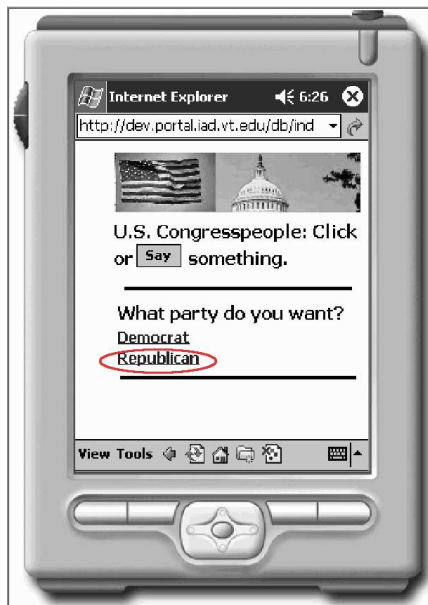 Internet Explorer 6:26
http://dev.portal.iad.vt.edu/db/ind
U.S. Congresspeople: Click
or Say something.
What party do you want?
Democrat
Republican
View Tools